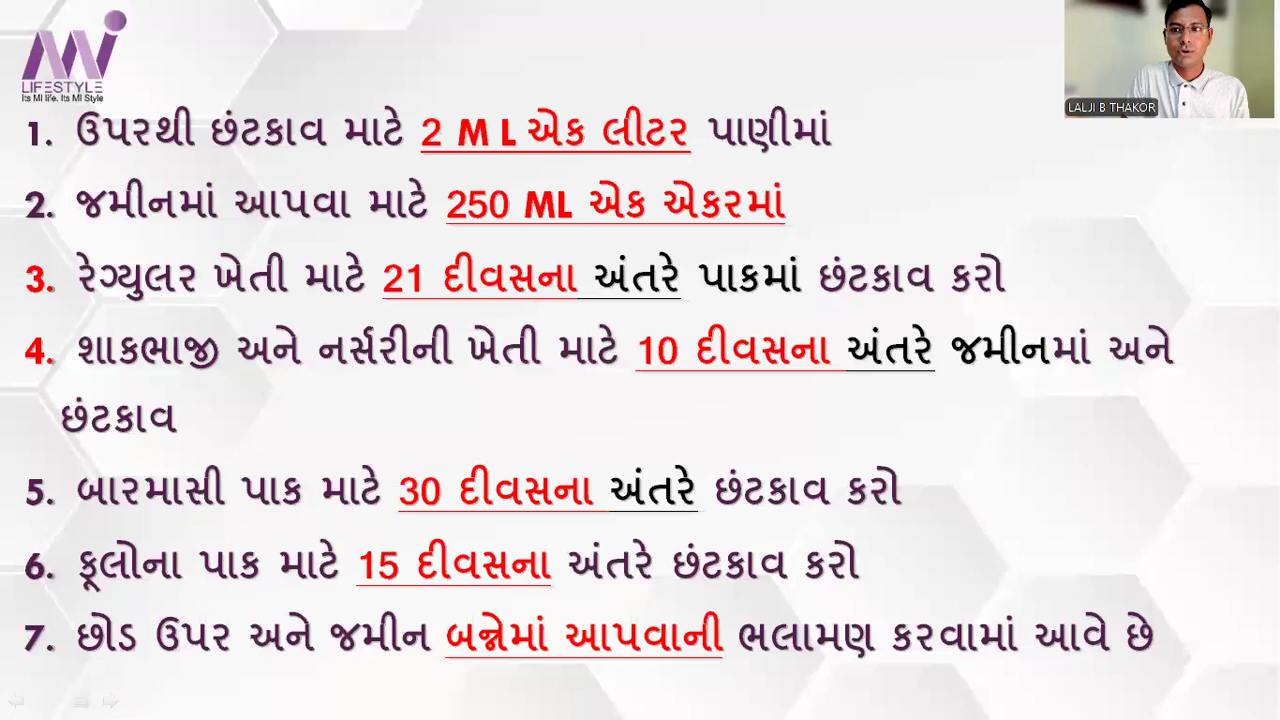 MI
LIFESTYLE
Its MI life. Its MI Style
LALJI B THAKOR
1. ઉપરથી છંટકાવ માટે 2 M L એક લીટર પાણીમાં
2. જમીનમાં આપવા માટે 250 ML એક એકરમાં
3. રેગ્યુલર ખેતી માટે 21 દીવસના અંતરે પાકમાં છંટકાવ કરો
4. શાકભાજી અને નર્સરીની ખેતી માટે 10 દીવસના અંતરે જમીનમાં અને
છંટકાવ
5. બારમાસી પાક માટે 30 દીવસના અંતરે છંટકાવ કરો
6. ફૂલોના પાક માટે 15 દીવસના અંતરે છંટકાવ કરો
7. છોડ ઉપર અને જમીન બન્નેમાં આપવાની ભલામણ કરવામાં આવે છે